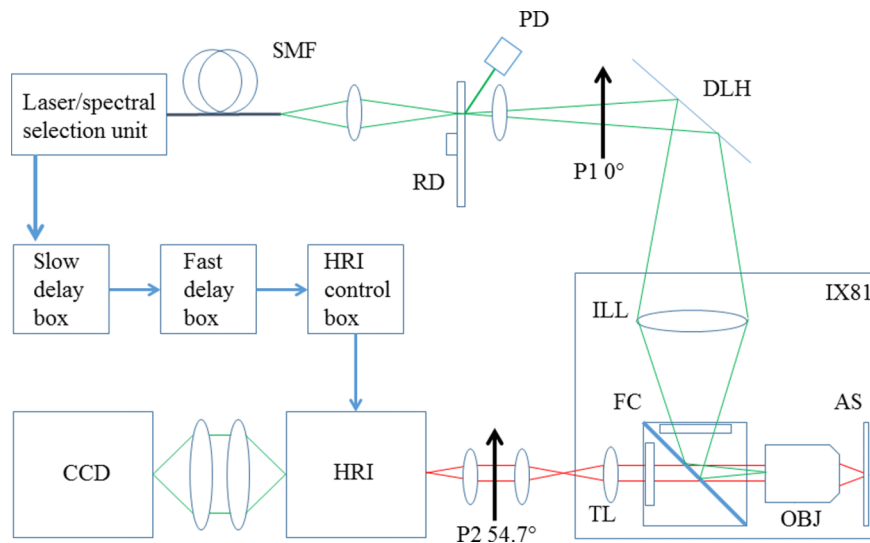 PD
SMF
DLH
Laser/spectral
selection unit
RD
P1 0°
Slow
delay
box
Fast
delay
box
HRI
control
box
IX81
ILL
FC
AS
CCD
HRI
TL
OBJ
P2 54.7°